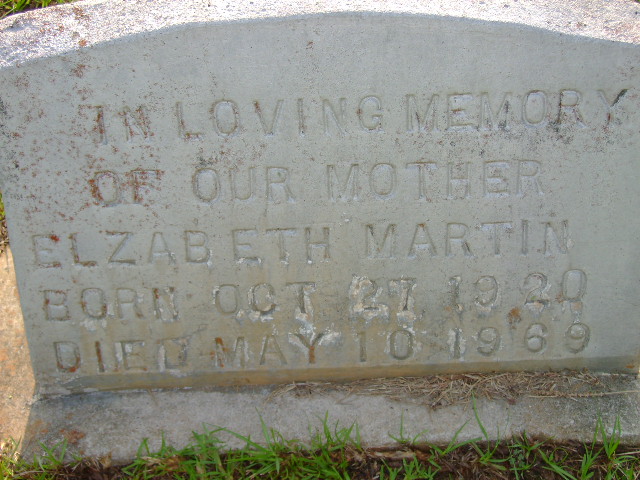 IN LOVING MEMORY
OF OUR MOTHER
ELZABETH MARTIN
BORN OCT 27 1920
DIED MAY 10 1969